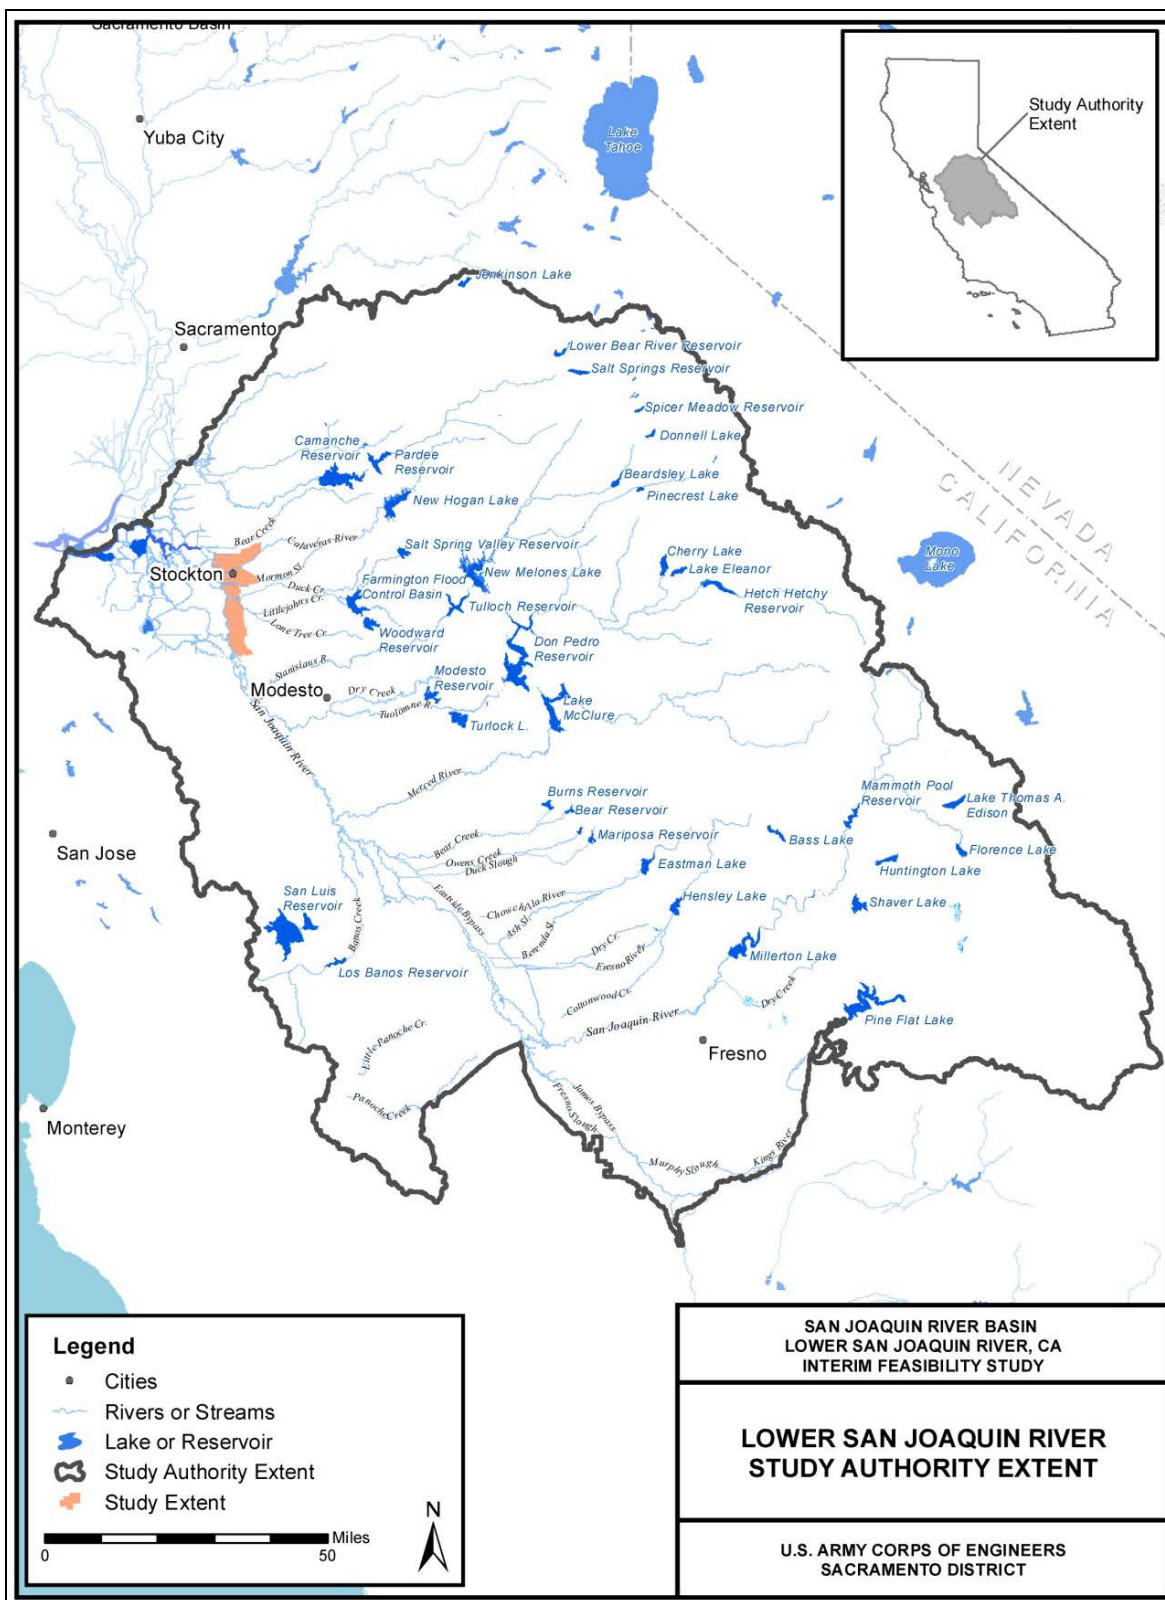 Sacramento Basin
Yuba City
Lake
Tahoe
Study Authority
Extent
Jenkinson Lake
Sacramento
Lower Bear River Reservoir
Salt Springs Reservoir
Spicer Meadow Reservoir
Donnell Lake
Camanche
Reservoir
Pardee
Reservoir
Beardsley Lake
Pinecrest Lake
New Hogan Lake
NEVADA
CALIFORNIA
Bear Creek
Calaveras River
Salt Spring Valley Reservoir
Cherry Lake
Lake Eleanor
Mono
Lake
Stockton
Mormon Sl.
New Melones Lake
Duck Cr.
Farmington Flood
Control Basin
Hetch Hetchy
Reservoir
Littlejohns Cr.
Tulloch Reservoir
Lone Tree Cr.
Woodward
Reservoir
Don Pedro
Reservoir
Stanislaus R.
Modesto
Reservoir
Modesto
Dry Creek
Tuolomne R.
Turlock L.
Lake
McClure
San Joaquin River
Merced River
Burns Reservoir
Bear Reservoir
Mammoth Pool
Reservoir
Lake Thomas A.
Edison
San Jose
Bear Creek
Mariposa Reservoir
Bass Lake
Florence Lake
Owens Creek
Duck Slough
Eastman Lake
Huntington Lake
San Luis
Reservoir
Eastside Bypass
Hensley Lake
Shaver Lake
ChowchAla River
Ash Sl.
Berenda Sl.
Banos Creek
Dry Cr.
Fresno River
Millerton Lake
Los Banos Reservoir
Cottonwood Cr.
Dry Creek
San Joaquin River
Pine Flat Lake
Little Panoche Cr.
Fresno
Panoche Creek
James Bypass
Fresno Slough
Monterey
Murphy Slough
Kings River
Legend
Cities
Rivers or Streams
Lake or Reservoir
Study Authority Extent
Study Extent
N
Miles
0
50
SAN JOAQUIN RIVER BASIN
LOWER SAN JOAQUIN RIVER, CA
INTERIM FEASIBILITY STUDY
LOWER SAN JOAQUIN RIVER
STUDY AUTHORITY EXTENT
U.S. ARMY CORPS OF ENGINEERS
SACRAMENTO DISTRICT